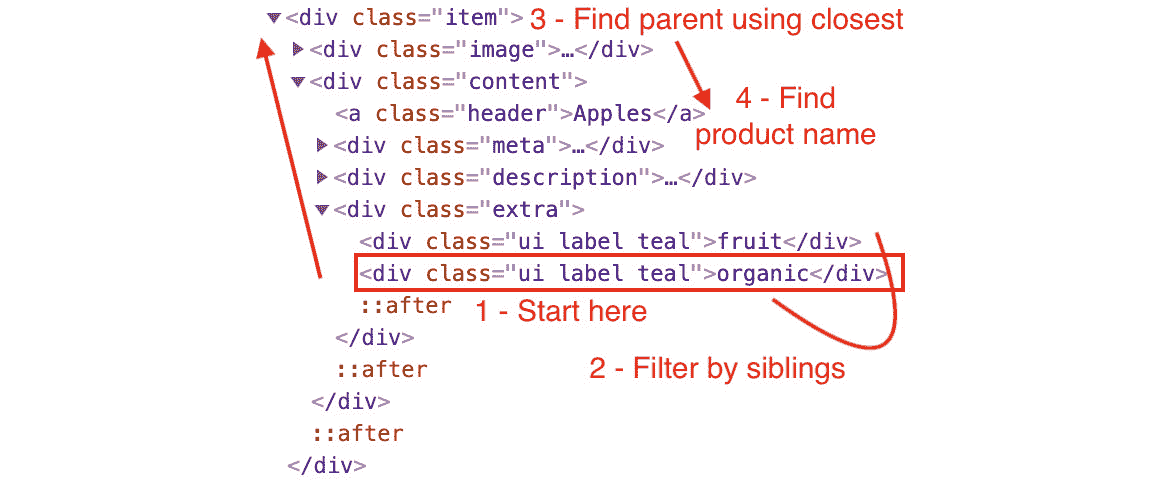 ▼<div class="item"> 3 - Find parent using closest
▶<div class="image">…</div>
▼<div class="content">
<a class="header">Apples</a> 4 - Find
product name
▶<div class="meta">…</div>
▶<div class="description">…</div>
▼<div class="extra">
<div class="ui label teal">fruit</div>
<div class="ui label teal">organic</div>
::after 1 - Start here
</div>
::after 2 - Filter by siblings
</div>
::after
</div>